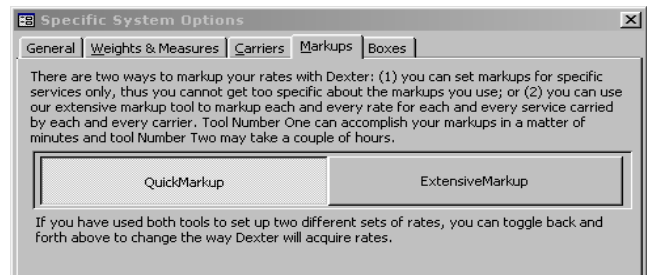 Specific System Options
General Weights & Measures Carriers Markups Boxes
There are two ways to markup your rates with Dexter: (1) you can set markups for specific
services only, thus you cannot get too specific about the markups you use; or (2) you can use
our extensive markup tool to markup each and every rate for each and every service carried
by each and every carrier. Tool Number One can accomplish your markups in a matter of
minutes and tool Number Two may take a couple of hours.
QuickMarkup ExtensiveMarkup
If you have used both tools to set up two different sets of rates, you can toggle back and
forth above to change the way Dexter will acquire rates.